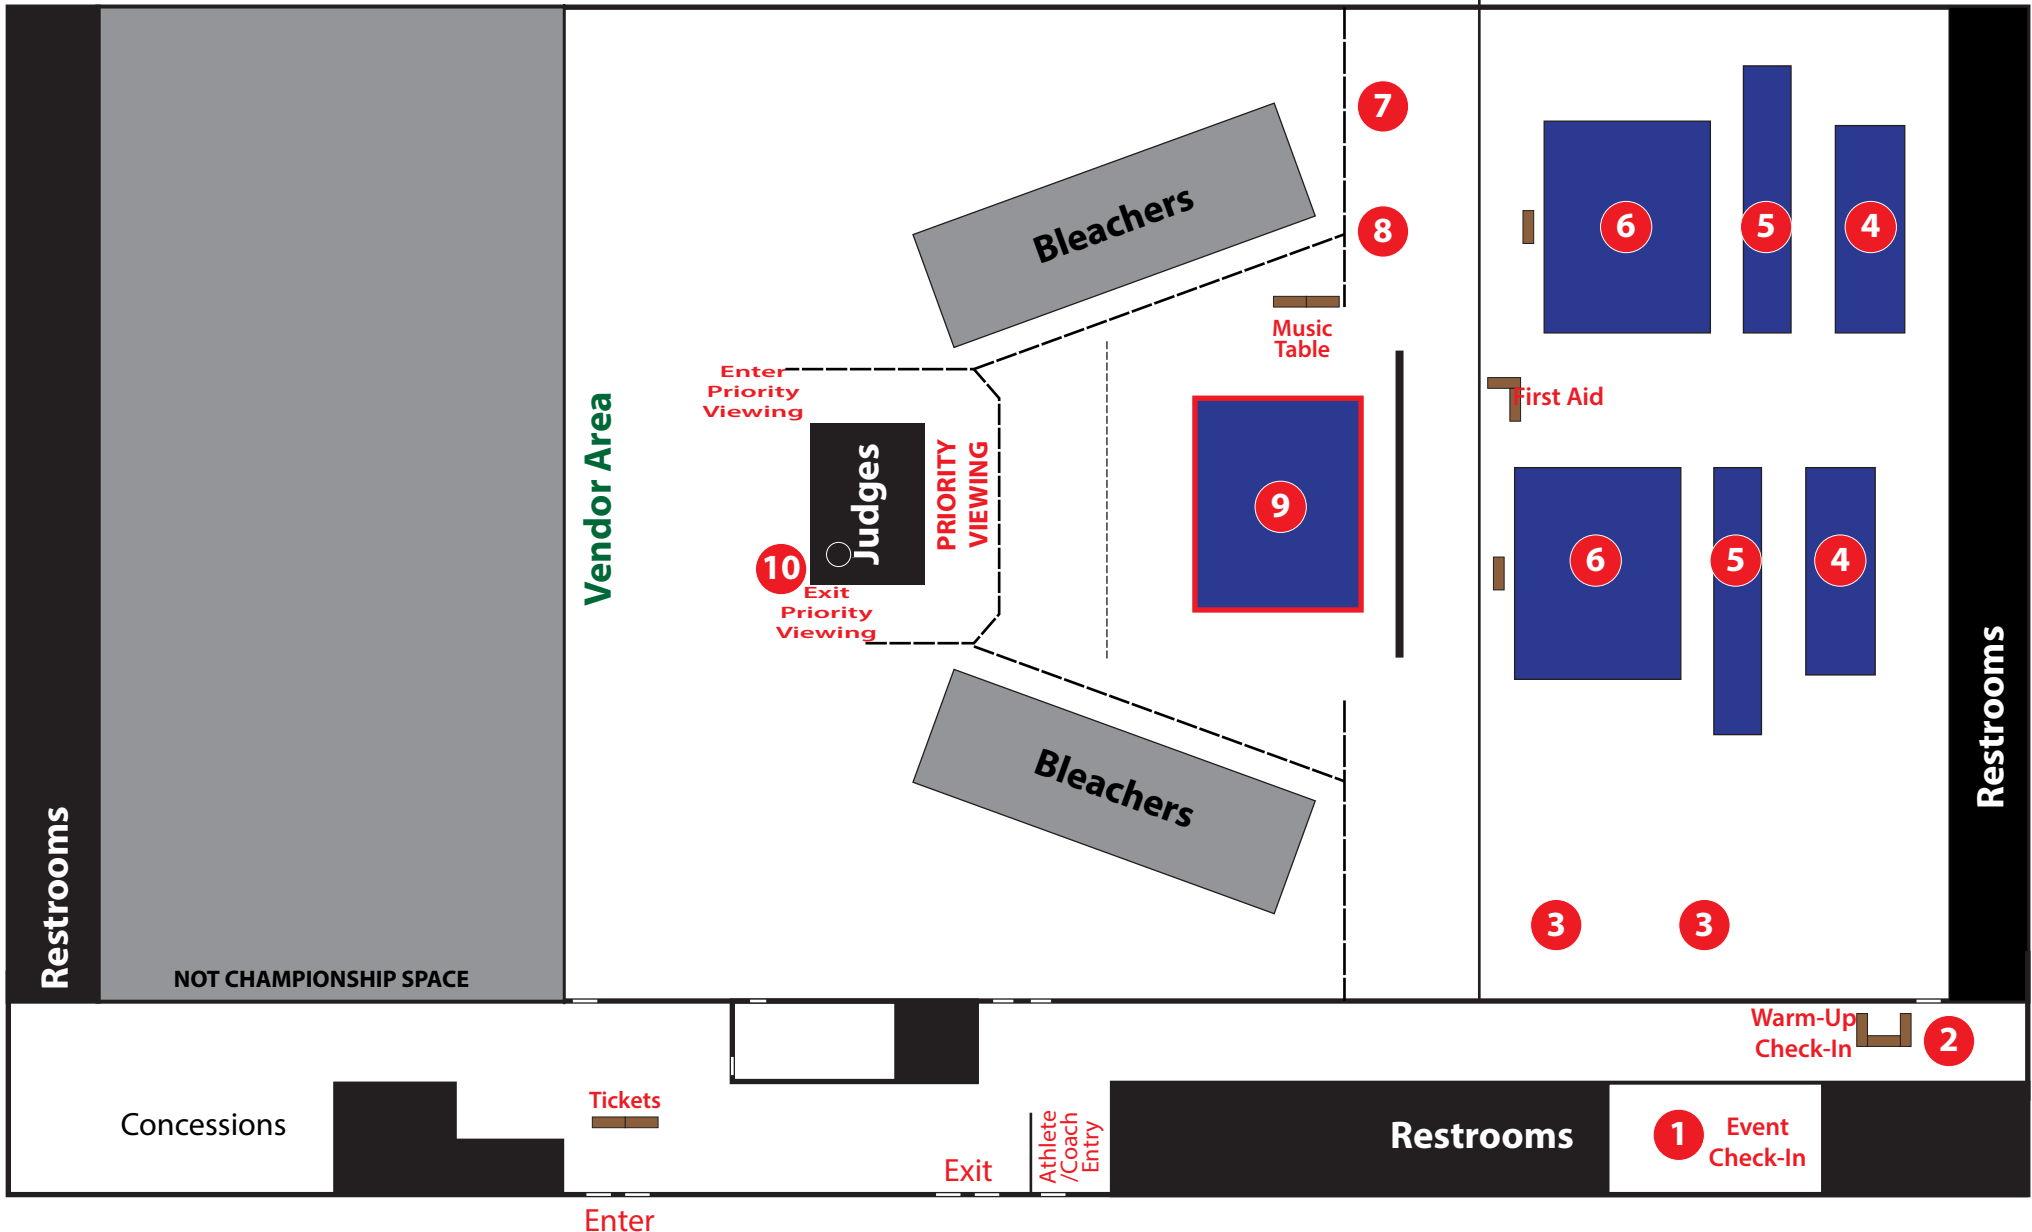 7
Bleachers
8
6
5
4
Music
Table
Enter
Priority
Viewing
First Aid
Vendor Area
Judges
PRIORITY
VIEWING
9
10
Exit
Priority
Viewing
6
5
4
Restrooms
Bleachers
Restrooms
3
3
NOT CHAMPIONSHIP SPACE
Warm-Up
Check-In
2
Concessions
Tickets
Exit
Athlete
/Coach
Entry
Restrooms
1
Event
Check-In
Enter